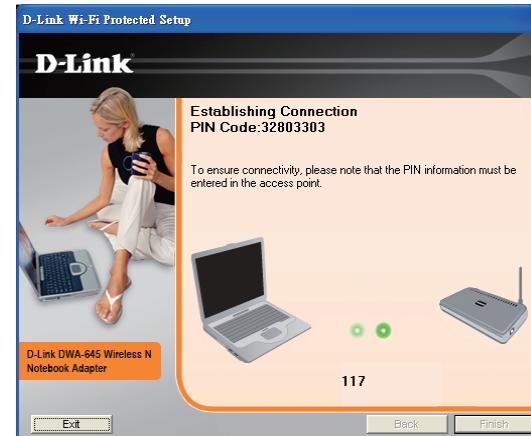 D-Link Wi-Fi Protected Setup
D-Link
Establishing Connection
PIN Code:32803303
To ensure connectivity, please note that the PIN information must be
entered in the access point.
D-Link DWA-645 Wireless N
Notebook Adapter
117
Exit
Back
Finish